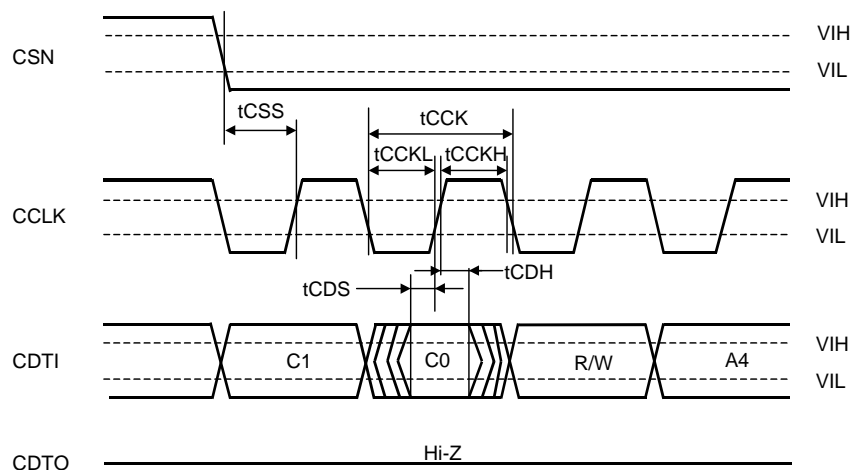 VIH
CSN
VIL
tCSS
tCCK
tCCKL tCCKH
VIH
CCLK
VIL
tCDH
tCDS
VIH
CDTI C1 C0 R/W A4
VIL
Hi-Z
CDTO